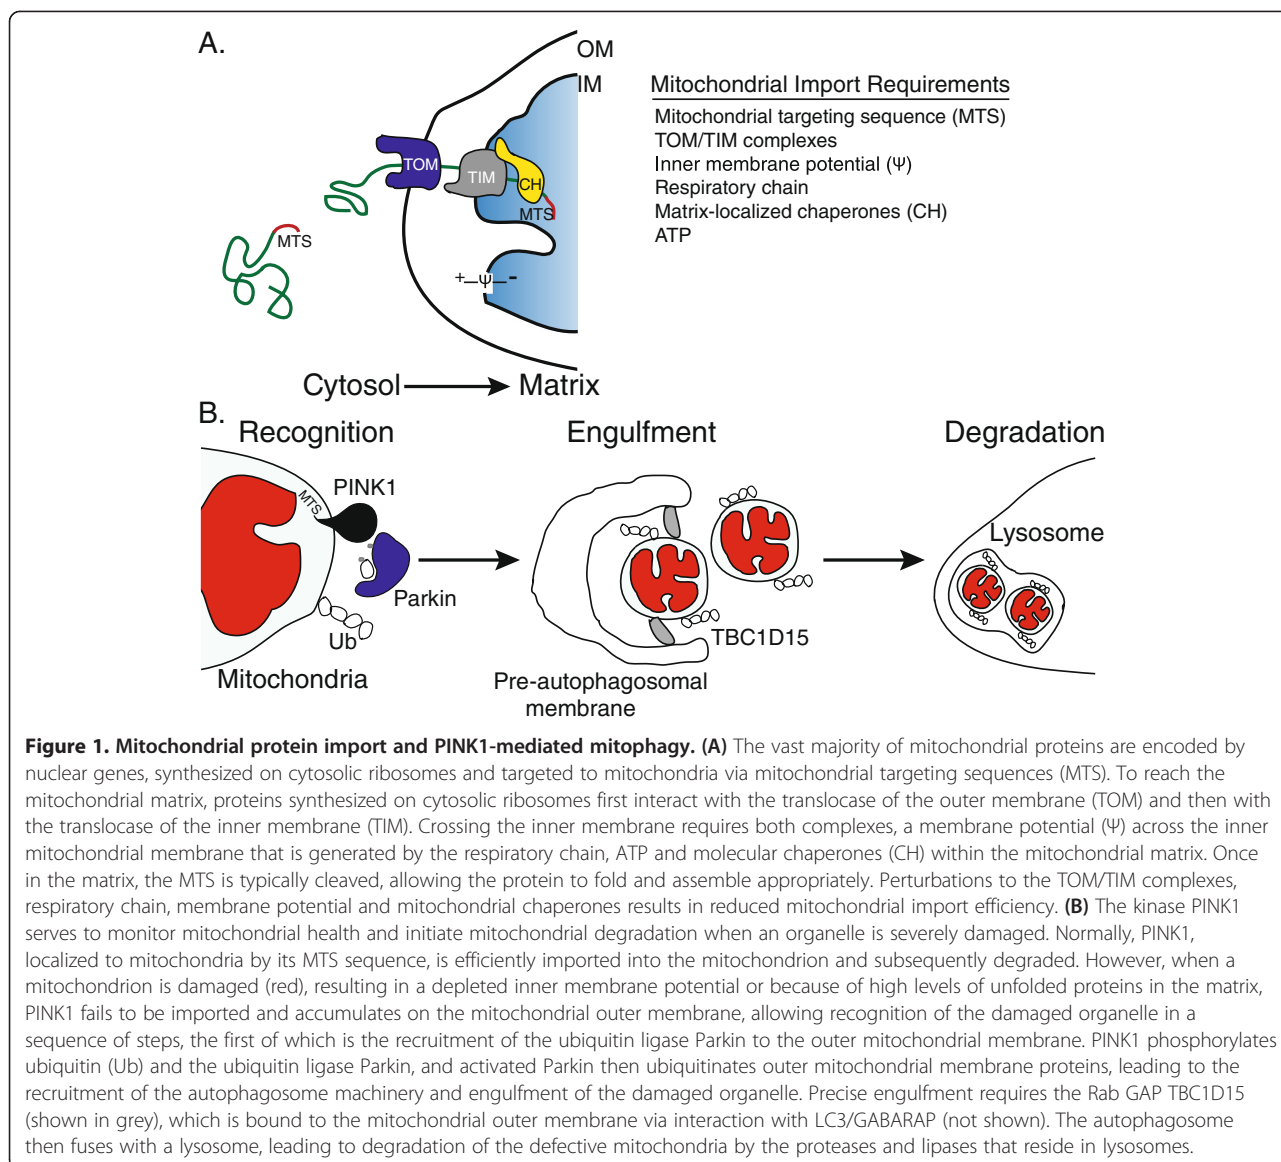 A.
OM
IM
Mitochondrial Import Requirements
Mitochondrial targeting sequence (MTS)
TOM/TIM complexes
Inner membrane potential (Ψ)
Respiratory chain
Matrix-localized chaperones (CH)
ATP
TOM
TIM
CH
MTS
MTS
+ Ψ -
Cytosol Matrix
B.
Recognition Engulfment Degradation
MTS
PINK1
Lysosome
Parkin
Ub
TBC1D15
Mitochondria
Pre-autophagosomal
membrane
Figure 1. Mitochondrial protein import and PINK1-mediated mitophagy. (A) The vast majority of mitochondrial proteins are encoded by
nuclear genes, synthesized on cytosolic ribosomes and targeted to mitochondria via mitochondrial targeting sequences (MTS). To reach the
mitochondrial matrix, proteins synthesized on cytosolic ribosomes first interact with the translocase of the outer membrane (TOM) and then with
the translocase of the inner membrane (TIM). Crossing the inner membrane requires both complexes, a membrane potential (Ψ) across the inner
mitochondrial membrane that is generated by the respiratory chain, ATP and molecular chaperones (CH) within the mitochondrial matrix. Once
in the matrix, the MTS is typically cleaved, allowing the protein to fold and assemble appropriately. Perturbations to the TOM/TIM complexes,
respiratory chain, membrane potential and mitochondrial chaperones results in reduced mitochondrial import efficiency. (B) The kinase PINK1
serves to monitor mitochondrial health and initiate mitochondrial degradation when an organelle is severely damaged. Normally, PINK1,
localized to mitochondria by its MTS sequence, is efficiently imported into the mitochondrion and subsequently degraded. However, when a
mitochondrion is damaged (red), resulting in a depleted inner membrane potential or because of high levels of unfolded proteins in the matrix,
PINK1 fails to be imported and accumulates on the mitochondrial outer membrane, allowing recognition of the damaged organelle in a
sequence of steps, the first of which is the recruitment of the ubiquitin ligase Parkin to the outer mitochondrial membrane. PINK1 phosphorylates
ubiquitin (Ub) and the ubiquitin ligase Parkin, and activated Parkin then ubiquitinates outer mitochondrial membrane proteins, leading to the
recruitment of the autophagosome machinery and engulfment of the damaged organelle. Precise engulfment requires the Rab GAP TBC1D15
(shown in grey), which is bound to the mitochondrial outer membrane via interaction with LC3/GABARAP (not shown). The autophagosome
then fuses with a lysosome, leading to degradation of the defective mitochondria by the proteases and lipases that reside in lysosomes.